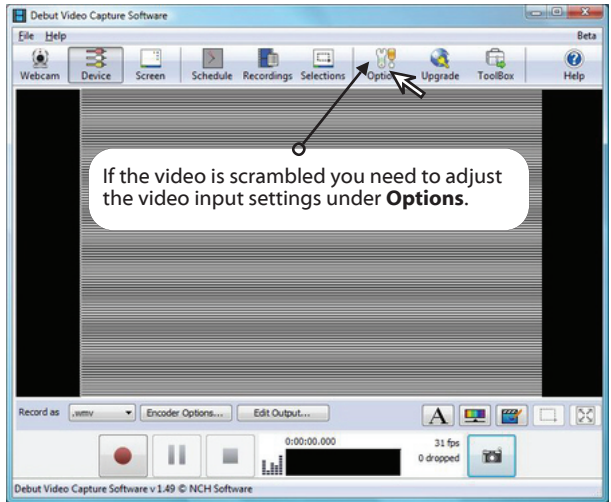 Debut Video Capture Software
File Help Beta
Webcam Device Screen Schedule Recordings Selections Options Upgrade ToolBox Help
If the video is scrambled you need to adjust
the video input settings under Options.
Record as .wmv Encoder Options... Edit Output... A
0:00:00.000 31 fps
0 dropped
Debut Video Capture Software v 1.49 © NCH Software